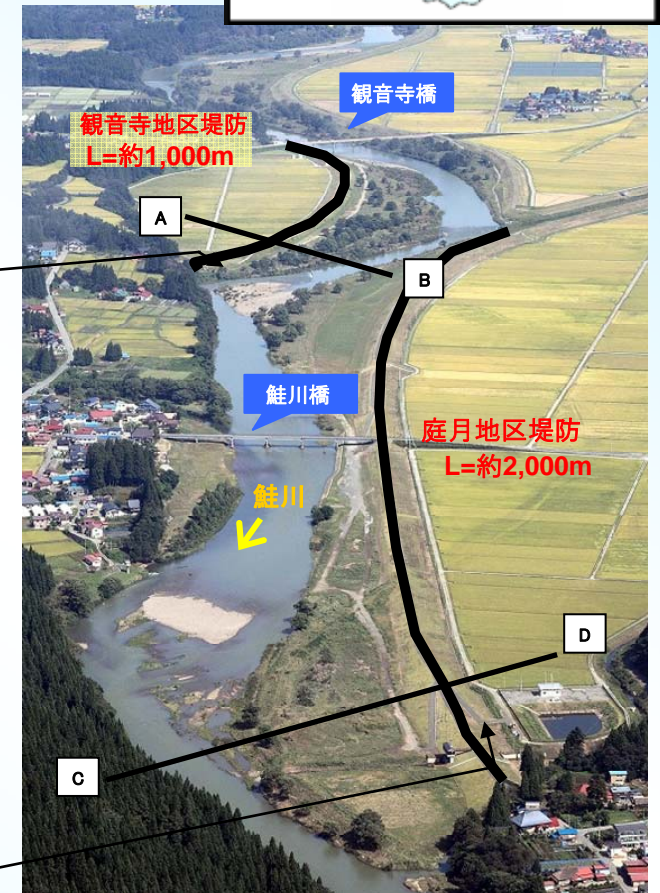 観音寺橋
観音寺地区堤防
L=約1,000m
A
B
鮭川橋
庭月地区堤防
L=約2,000m
鮭川
D
C